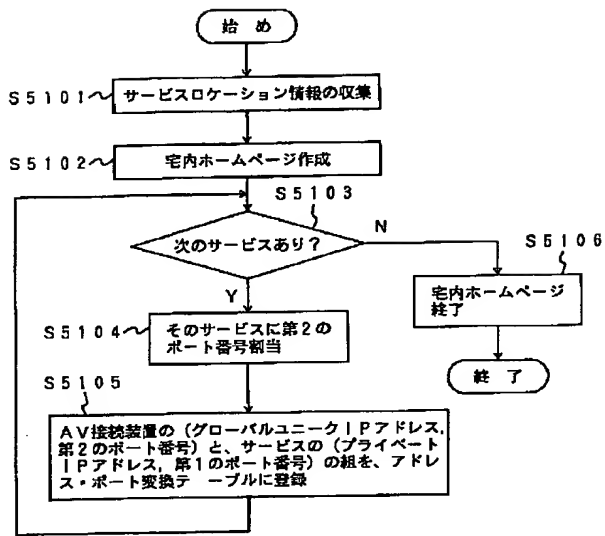 始 め
S5101
サービスロケーション情報の収集
S5102
宅内ホームページ作成
S5103
次のサービスあり?
N
S5106
宅内ホームページ
終了
終 了
Y
S5104
そのサービスに第2の
ポート番号割当
S5105
AV接続装置の(グローバルユニークIPアドレス,
第2のポート番号)と、サービスの(プライベート
IPアドレス,第1のポート番号)の組を、アドレ
ス・ポート変換テ ーブルに登録